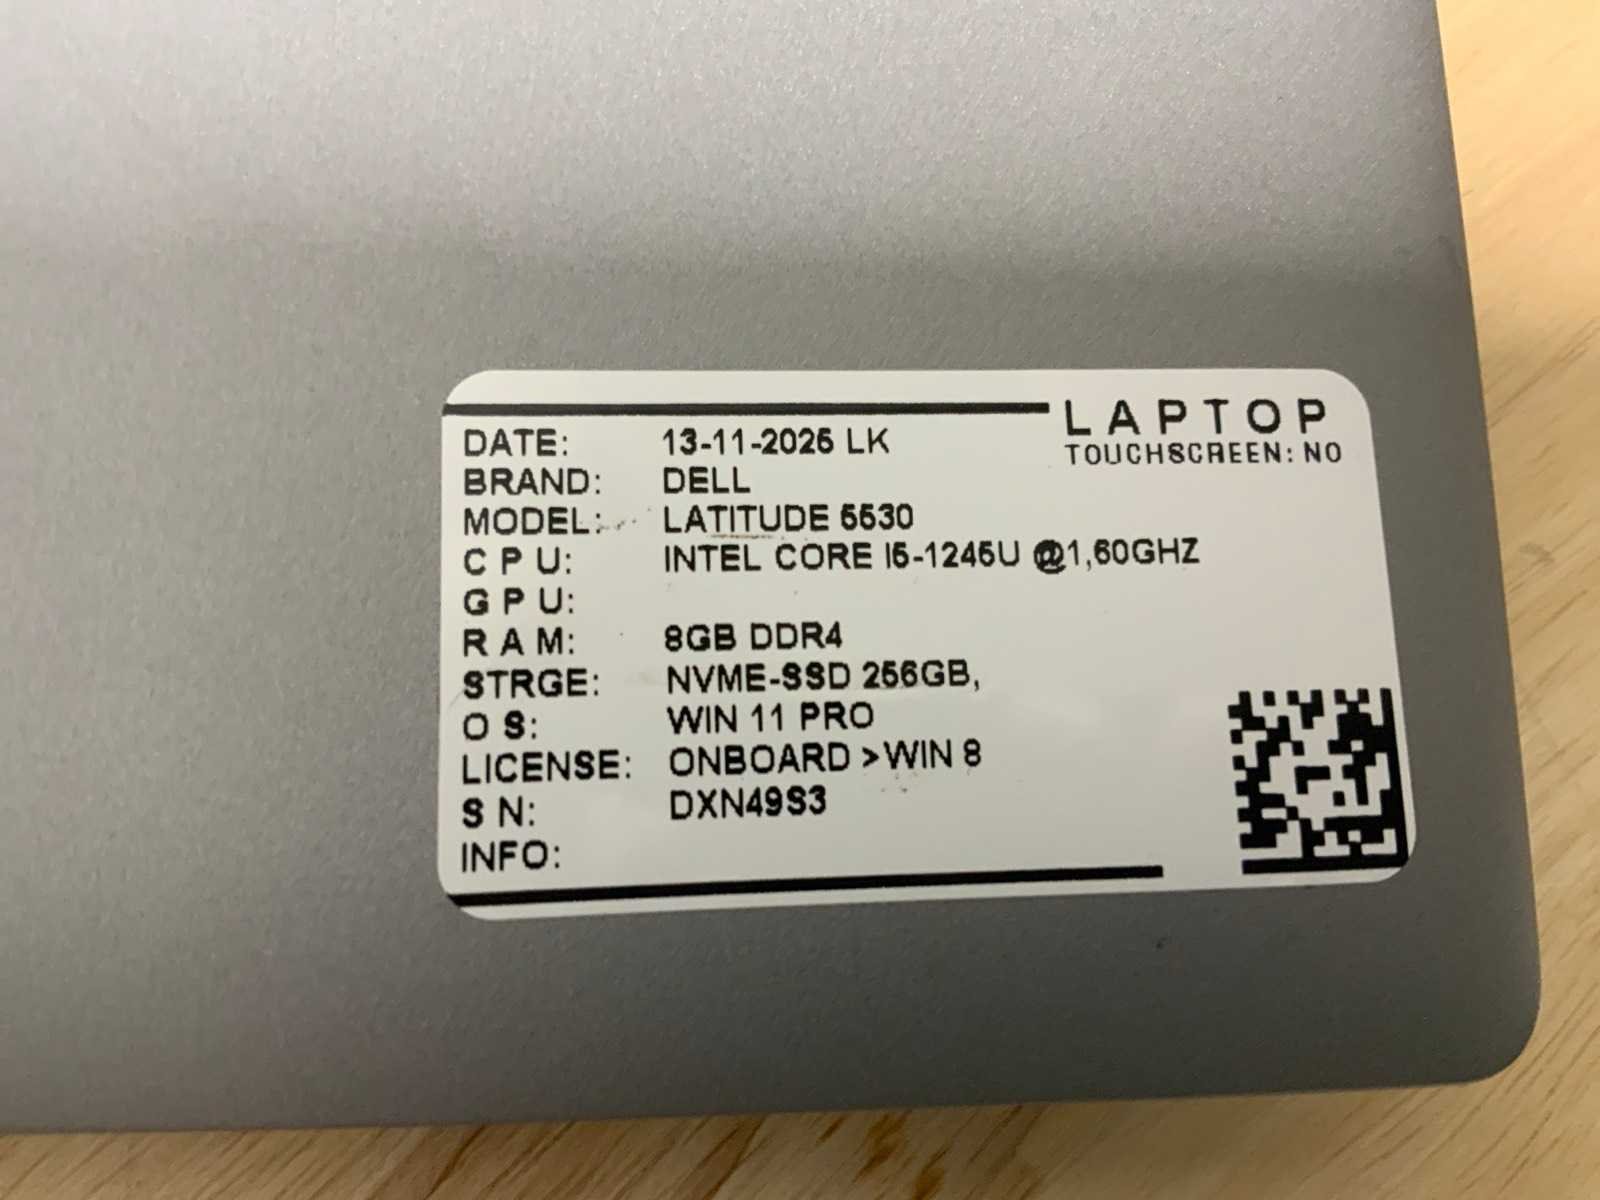 LAPTOP
TOUCHSCREEN: NO
DATE: 13-11-2025 LK
BRAND: DELL
MODEL: LATITUDE 5530
C P U: INTEL CORE I5-1245U @1,60GHZ
G P U:
R A M: 8GB DDR4
STRGE: NVME-SSD 256GB,
O S: WIN 11 PRO
LICENSE: ONBOARD >WIN 8
S N: DXN49S3
INFO: